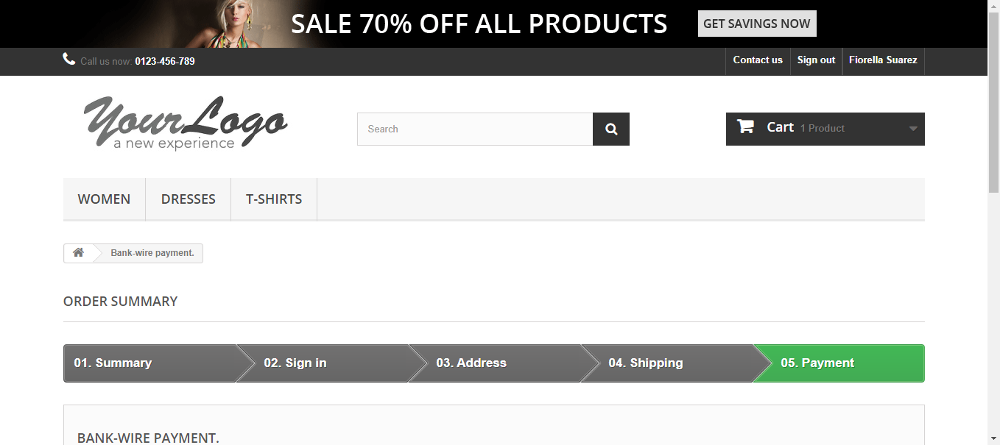 SALE 70% OFF ALL PRODUCTS GET SAVINGS NOW
Call us now: 0123-456-789 Contact us Sign out Fiorella Suarez
YourLogo
a new experience
Search
Cart 1 Product
WOMEN DRESSES T-SHIRTS
Bank-wire payment.
ORDER SUMMARY
01. Summary 02. Sign in 03. Address 04. Shipping 05. Payment
BANK-WIRE PAYMENT.